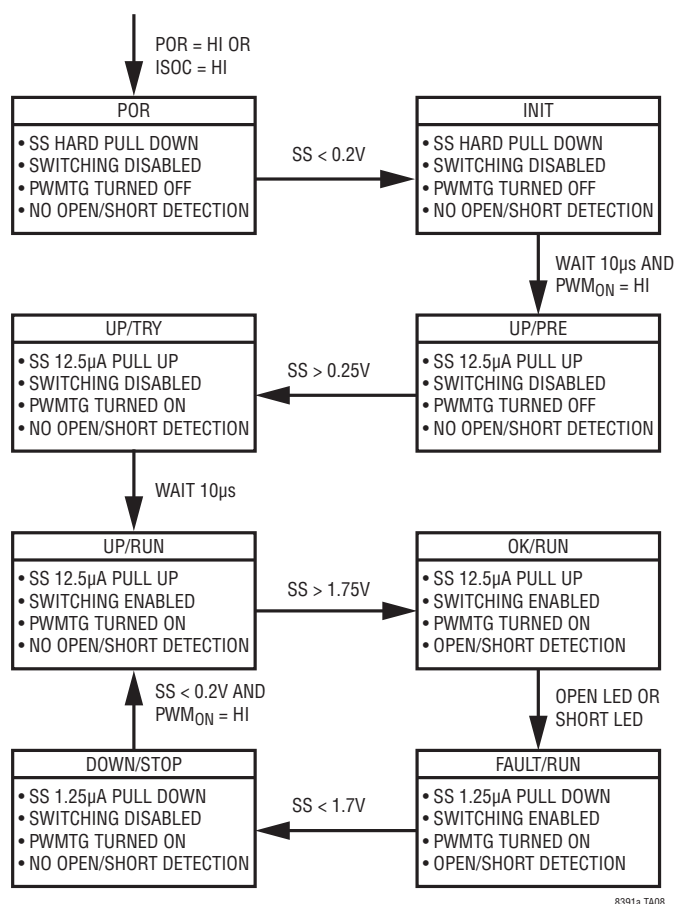 POR = HI OR
ISOC = HI
POR
• SS HARD PULL DOWN
• SWITCHING DISABLED
• PWMTG TURNED OFF
• NO OPEN/SHORT DETECTION
SS < 0.2V
INIT
• SS HARD PULL DOWN
• SWITCHING DISABLED
• PWMTG TURNED OFF
• NO OPEN/SHORT DETECTION
WAIT 10µs AND
PWMON = HI
UP/PRE
• SS 12.5µA PULL UP
• SWITCHING DISABLED
• PWMTG TURNED OFF
• NO OPEN/SHORT DETECTION
SS > 0.25V
UP/TRY
• SS 12.5µA PULL UP
• SWITCHING DISABLED
• PWMTG TURNED ON
• NO OPEN/SHORT DETECTION
WAIT 10µs
UP/RUN
• SS 12.5µA PULL UP
• SWITCHING ENABLED
• PWMTG TURNED ON
• NO OPEN/SHORT DETECTION
SS > 1.75V
OK/RUN
• SS 12.5µA PULL UP
• SWITCHING ENABLED
• PWMTG TURNED ON
• OPEN/SHORT DETECTION
OPEN LED OR
SHORT LED
FAULT/RUN
• SS 1.25µA PULL DOWN
• SWITCHING ENABLED
• PWMTG TURNED ON
• OPEN/SHORT DETECTION
SS < 1.7V
DOWN/STOP
• SS 1.25µA PULL DOWN
• SWITCHING DISABLED
• PWMTG TURNED ON
• NO OPEN/SHORT DETECTION
SS < 0.2V AND
PWMON = HI
8391a TA08